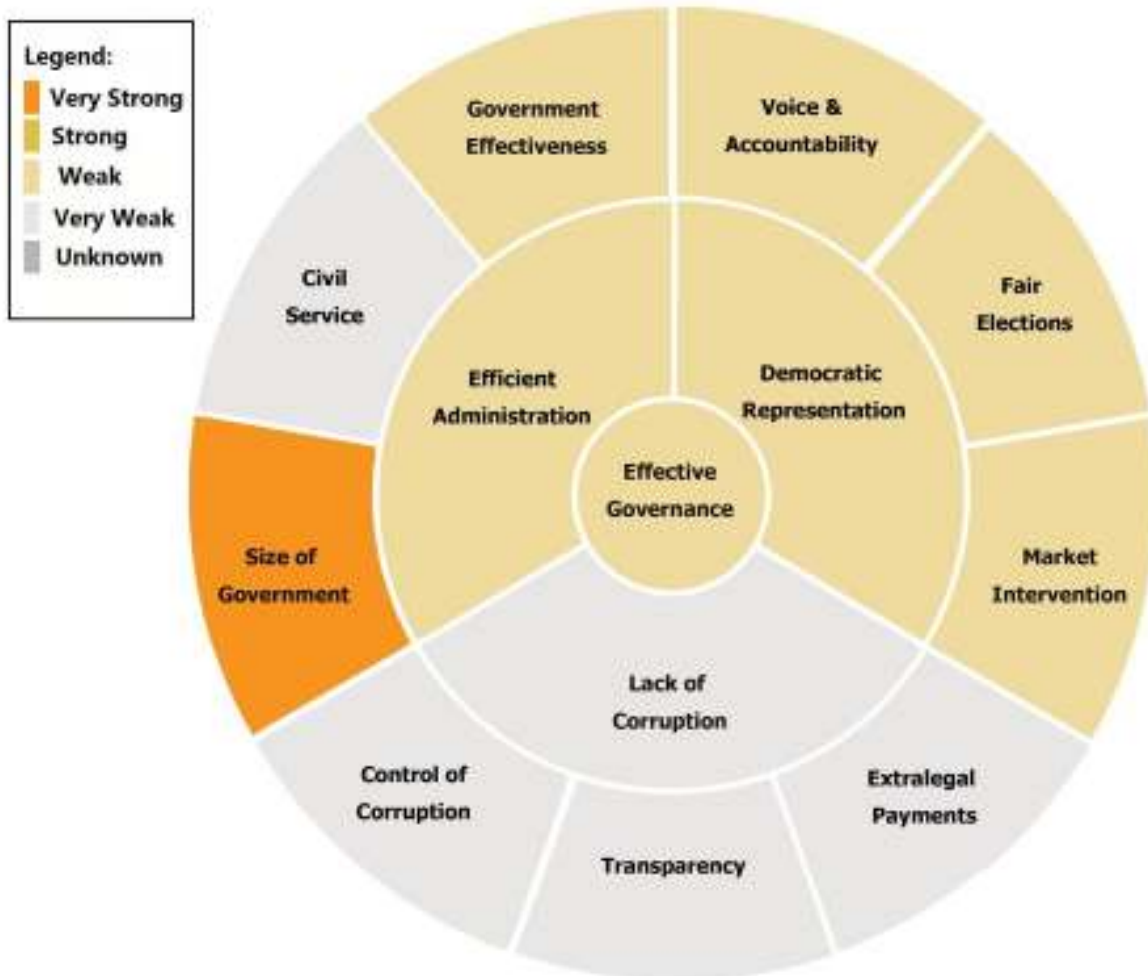 Legend:
Very Strong
Strong
Weak
Very Weak
Unknown
Government
Effectiveness
Voice &
Accountability
Civil
Service
Fair
Elections
Efficient
Administration
Democratic
Representation
Effective
Governance
Size of
Government
Market
Intervention
Lack of
Corruption
Control of
Corruption
Extralegal
Payments
Transparency